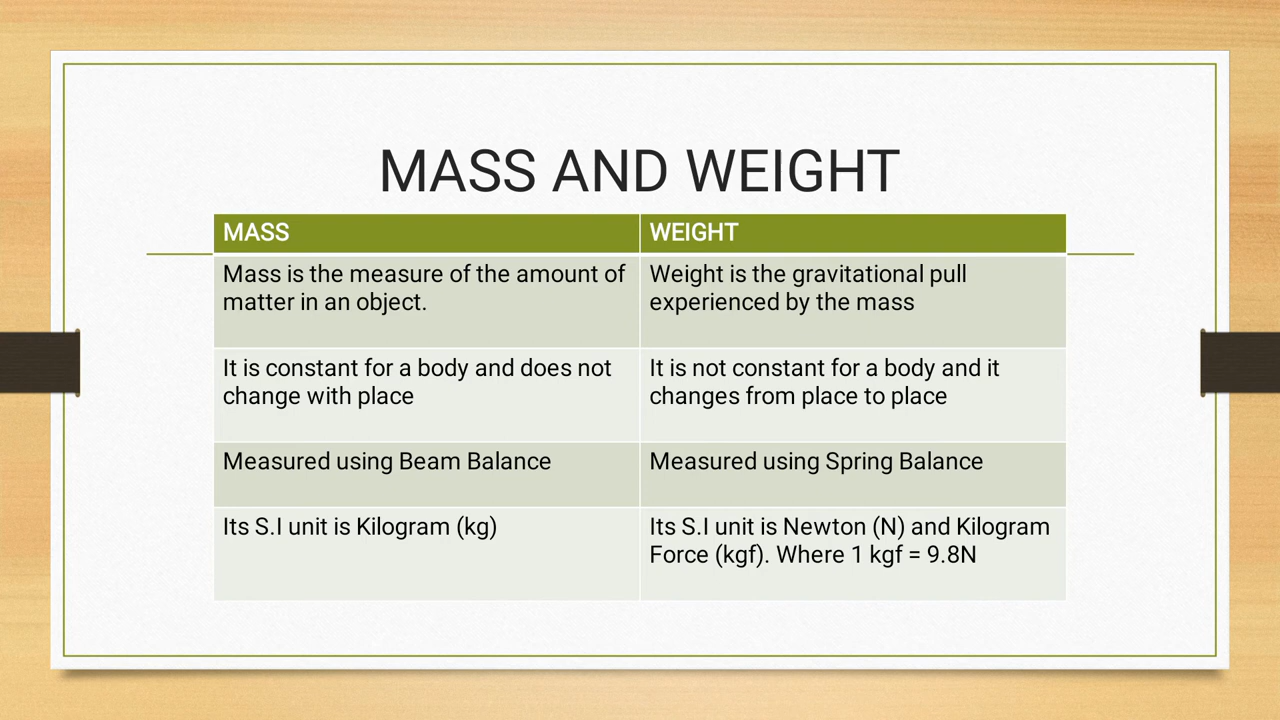 MASS AND WEIGHT
MASS
WEIGHT
Mass is the measure of the amount of
matter in an object.
Weight is the gravitational pull
experienced by the mass
It is constant for a body and does not
change with place
It is not constant for a body and it
changes from place to place
Measured using Beam Balance
Measured using Spring Balance
Its S.I unit is Kilogram (kg)
Its S.I unit is Newton (N) and Kilogram
Force (kgf). Where 1 kgf = 9.8N